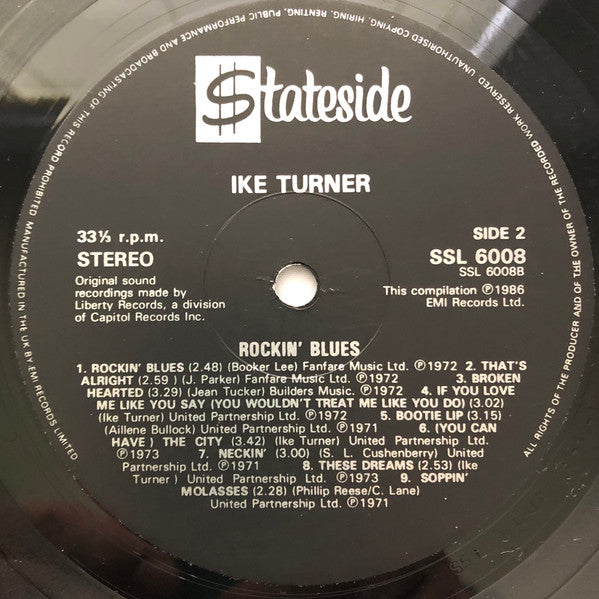 $tateside
IKE TURNER
33⅓ r.p.m.
STEREO
Original sound
recordings made by
Liberty Records, a division
of Capitol Records Inc.
SIDE 2
SSL 6008
SSL 6008B
This compilation ℗1986
EMI Records Ltd.
ROCKIN' BLUES
1. ROCKIN' BLUES (2.48) (Booker Lee) Fanfare Music Ltd. ℗1972 2. THAT'S
ALRIGHT (2.59 ) (J. Parker) Fanfare Music Ltd. ℗1972 3. BROKEN
HEARTED (3.29) (Jean Tucker) Builders Music. ℗1972 4. IF YOU LOVE
ME LIKE YOU SAY (YOU WOULDN'T TREAT ME LIKE YOU DO) (3.02)
(Ike Turner) United Partnership Ltd. ℗1972 5. BOOTIE LIP (3.15)
(Aillene Bullock) United Partnership Ltd. ℗1971 6. (YOU CAN
HAVE ) THE CITY (3.42) (Ike Turner) United Partnership Ltd.
℗1973 7. NECKIN' (3.00) (S. L. Cushenberry) United
Partnership Ltd. ℗1971 8. THESE DREAMS (2.53) (Ike
Turner ) United Partnership Ltd. ℗1973 9. SOPPIN'
MOLASSES (2.28) (Phillip Reese/C. Lane)
United Partnership Ltd. ℗1971
MANUFACTURED IN THE UK BY EMI RECORDS LIMITED
ALL RIGHTS OF THE PRODUCER AND OF THE OWNER OF THE RECORDED WORK RESERVED. UNAUTHORISED COPYING, HIRING, RENTING, PUBLIC PERFORMANCE AND BROADCASTING OF THIS RECORD PROHIBITED